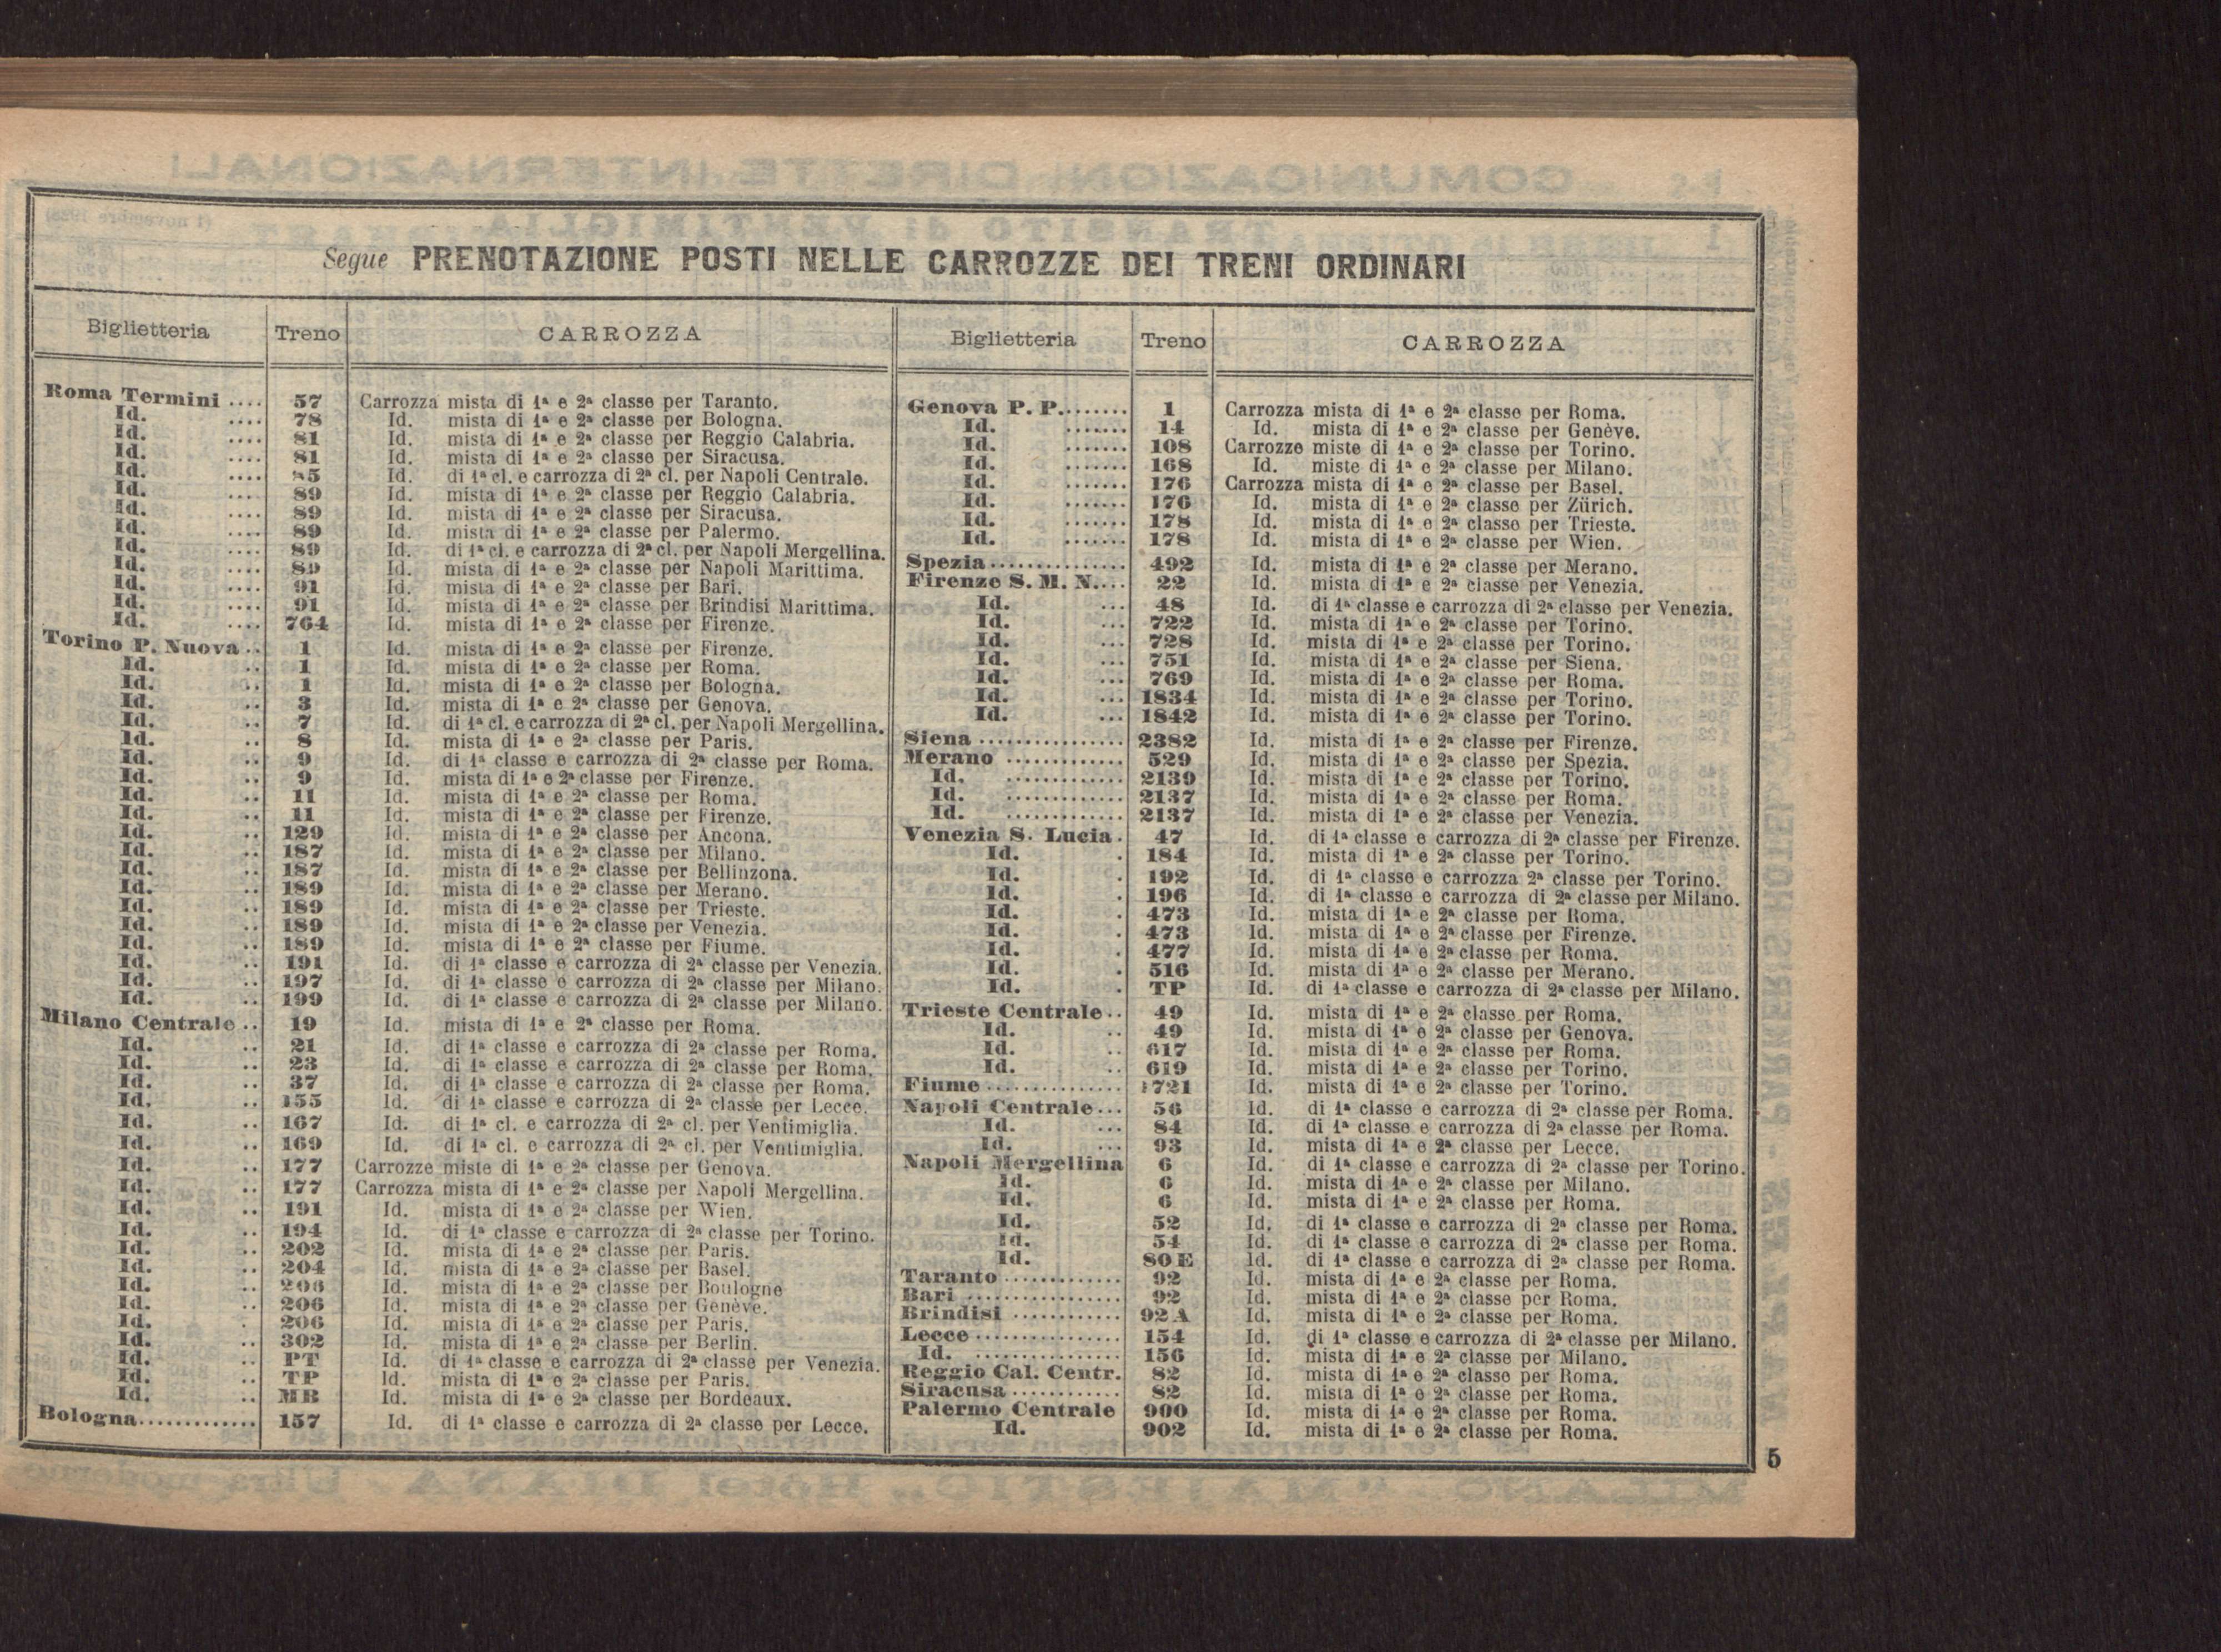 Segue PRENOTAZIONE POSTI NELLE CARROZZE DEI TRENI ORDINARI
Biglietteria Treno CARROZZA
Roma Termini .... 57 Carrozza mista di 1ª e 2ª classe per Taranto.
Id. .... 78 Id. mista di 1ª e 2ª classe per Bologna.
Id. .... 81 Id. mista di 1ª e 2ª classe per Reggio Calabria.
Id. .... 81 Id. mista di 1ª e 2ª classe per Siracusa.
Id. .... 85 Id. di 1ª cl. e carrozza di 2ª cl. per Napoli Centrale.
Id. .... 89 Id. mista di 1ª e 2ª classe per Reggio Calabria.
Id. .... 89 Id. mista di 1ª e 2ª classe per Siracusa.
Id. .... 89 Id. mista di 1ª e 2ª classe per Palermo.
Id. .... 89 Id. di 1ª cl. e carrozza di 2ª cl. per Napoli Mergellina.
Id. .... 89 Id. mista di 1ª e 2ª classe per Napoli Marittima.
Id. .... 91 Id. mista di 1ª e 2ª classe per Bari.
Id. .... 91 Id. mista di 1ª e 2ª classe per Brindisi Marittima.
Id. .... 764 Id. mista di 1ª e 2ª classe per Firenze.
Torino P. Nuova .. 1 Id. mista di 1ª e 2ª classe per Firenze.
Id. .. 1 Id. mista di 1ª e 2ª classe per Roma.
Id. .. 1 Id. mista di 1ª e 2ª classe per Bologna.
Id. .. 3 Id. mista di 1ª e 2ª classe per Genova.
Id. .. 7 Id. di 1ª cl. e carrozza di 2ª cl. per Napoli Mergellina.
Id. .. 8 Id. mista di 1ª e 2ª classe per Paris.
Id. .. 9 Id. di 1ª classe e carrozza di 2ª classe per Roma.
Id. .. 9 Id. mista di 1ª e 2ª classe per Firenze.
Id. .. 11 Id. mista di 1ª e 2ª classe per Roma.
Id. .. 11 Id. mista di 1ª e 2ª classe per Firenze.
Id. .. 129 Id. mista di 1ª e 2ª classe per Ancona.
Id. .. 187 Id. mista di 1ª e 2ª classe per Milano.
Id. .. 187 Id. mista di 1ª e 2ª classe per Bellinzona.
Id. .. 189 Id. mista di 1ª e 2ª classe per Merano.
Id. .. 189 Id. mista di 1ª e 2ª classe per Trieste.
Id. .. 189 Id. mista di 1ª e 2ª classe per Venezia.
Id. .. 189 Id. mista di 1ª e 2ª classe per Fiume.
Id. .. 191 Id. di 1ª classe e carrozza di 2ª classe per Venezia.
Id. .. 197 Id. di 1ª classe e carrozza di 2ª classe per Milano.
Id. .. 199 Id. di 1ª classe e carrozza di 2ª classe per Milano.
Milano Centrale .. 19 Id. mista di 1ª e 2ª classe per Roma.
Id. .. 21 Id. di 1ª classe e carrozza di 2ª classe per Roma.
Id. .. 23 Id. di 1ª classe e carrozza di 2ª classe per Roma.
Id. .. 37 Id. di 1ª classe e carrozza di 2ª classe per Roma.
Id. .. 155 Id. di 1ª classe e carrozza di 2ª classe per Lecce.
Id. .. 167 Id. di 1ª cl. e carrozza di 2ª cl. per Ventimiglia.
Id. .. 169 Id. di 1ª cl. e carrozza di 2ª cl. per Ventimiglia.
Id. .. 177 Carrozze miste di 1ª e 2ª classe per Genova.
Id. .. 177 Carrozza mista di 1ª e 2ª classe per Napoli Mergellina.
Id. .. 191 Id. mista di 1ª e 2ª classe per Wien.
Id. .. 194 Id. di 1ª classe e carrozza di 2ª classe per Torino.
Id. .. 202 Id. mista di 1ª e 2ª classe per Paris.
Id. .. 204 Id. mista di 1ª e 2ª classe per Basel.
Id. .. 206 Id. mista di 1ª e 2ª classe per Boulogne
Id. .. 206 Id. mista di 1ª e 2ª classe per Genève.
Id. . 206 Id. mista di 1ª e 2ª classe per Paris.
Id. .. 302 Id. mista di 1ª e 2ª classe per Berlin.
Id. .. PT Id. di 1ª classe e carrozza di 2ª classe per Venezia.
Id. .. TP Id. mista di 1ª e 2ª classe per Paris.
Id. .. MB Id. mista di 1ª e 2ª classe per Bordeaux.
Bologna............. 157 Id. di 1ª classe e carrozza di 2ª classe per Lecce.
Biglietteria Treno CARROZZA
Genova P. P........ 1 Carrozza mista di 1ª e 2ª classe per Roma.
Id. ....... 14 Id. mista di 1ª e 2ª classe per Genève.
Id. ....... 108 Carrozze miste di 1ª e 2ª classe per Torino.
Id. ....... 168 Id. miste di 1ª e 2ª classe per Milano.
Id. ....... 176 Carrozza mista di 1ª e 2ª classe per Basel.
Id. ....... 176 Id. mista di 1ª e 2ª classe per Zürich.
Id. ....... 178 Id. mista di 1ª e 2ª classe per Trieste.
Id. ....... 178 Id. mista di 1ª e 2ª classe per Wien.
Spezia............... 492 Id. mista di 1ª e 2ª classe per Merano.
Firenze S. M. N.... 22 Id. mista di 1ª e 2ª classe per Venezia.
Id. ... 48 Id. di 1ª classe e carrozza di 2ª classe per Venezia.
Id. ... 722 Id. mista di 1ª e 2ª classe per Torino.
Id. ... 728 Id. mista di 1ª e 2ª classe per Torino.
Id. ... 751 Id. mista di 1ª e 2ª classe per Siena.
Id. ... 769 Id. mista di 1ª e 2ª classe per Roma.
Id. ... 1834 Id. mista di 1ª e 2ª classe per Torino.
Id. ... 1842 Id. mista di 1ª e 2ª classe per Torino.
Siena ................ 2382 Id. mista di 1ª e 2ª classe per Firenze.
Merano ............. 529 Id. mista di 1ª e 2ª classe per Spezia.
Id. ............. 2139 Id. mista di 1ª e 2ª classe per Torino.
Id. ............. 2137 Id. mista di 1ª e 2ª classe per Roma.
Id. ............. 2137 Id. mista di 1ª e 2ª classe per Venezia.
Venezia S. Lucia . 47 Id. di 1ª classe e carrozza di 2ª classe per Firenze.
Id. . 184 Id. mista di 1ª e 2ª classe per Torino.
Id. . 192 Id. di 1ª classe e carrozza 2ª classe per Torino.
Id. . 196 Id. di 1ª classe e carrozza di 2ª classe per Milano.
Id. . 473 Id. mista di 1ª e 2ª classe per Roma.
Id. . 473 Id. mista di 1ª e 2ª classe per Firenze.
Id. . 477 Id. mista di 1ª e 2ª classe per Roma.
Id. . 516 Id. mista di 1ª e 2ª classe per Merano.
Id. . TP Id. di 1ª classe e carrozza di 2ª classe per Milano.
Trieste Centrale .. 49 Id. mista di 1ª e 2ª classe per Roma.
Id. .. 49 Id. mista di 1ª e 2ª classe per Genova.
Id. .. 617 Id. mista di 1ª e 2ª classe per Roma.
Id. .. 619 Id. mista di 1ª e 2ª classe per Torino.
Fiume ............... 1721 Id. mista di 1ª e 2ª classe per Torino.
Napoli Centrale ... 56 Id. di 1ª classe e carrozza di 2ª classe per Roma.
Id. ... 84 Id. di 1ª classe e carrozza di 2ª classe per Roma.
Id. ... 93 Id. mista di 1ª e 2ª classe per Lecce.
Napoli Mergellina 6 Id. di 1ª classe e carrozza di 2ª classe per Torino.
Id. 6 Id. mista di 1ª e 2ª classe per Milano.
Id. 6 Id. mista di 1ª e 2ª classe per Roma.
Id. 52 Id. di 1ª classe e carrozza di 2ª classe per Roma.
Id. 54 Id. di 1ª classe e carrozza di 2ª classe per Roma.
Id. 80 E Id. di 1ª classe e carrozza di 2ª classe per Roma.
Taranto ............. 92 Id. mista di 1ª e 2ª classe per Roma.
Bari ................. 92 Id. mista di 1ª e 2ª classe per Roma.
Brindisi ............ 92 A Id. mista di 1ª e 2ª classe per Roma.
Lecce ................ 154 Id. di 1ª classe e carrozza di 2ª classe per Milano.
Id. ................ 156 Id. mista di 1ª e 2ª classe per Milano.
Reggio Cal. Centr. 82 Id. mista di 1ª e 2ª classe per Roma.
Siracusa ............ 82 Id. mista di 1ª e 2ª classe per Roma.
Palermo Centrale 900 Id. mista di 1ª e 2ª classe per Roma.
Id. 902 Id. mista di 1ª e 2ª classe per Roma.
5